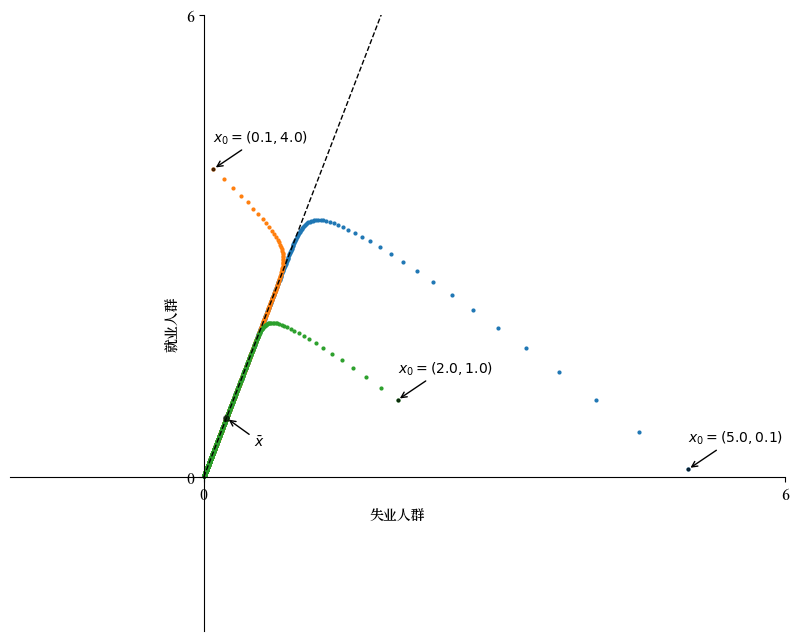 6
x₀ = (0.1, 4.0)
就业人群
x₀ = (2.0, 1.0)
x̄
x₀ = (5.0, 0.1)
0
0
6
失业人群